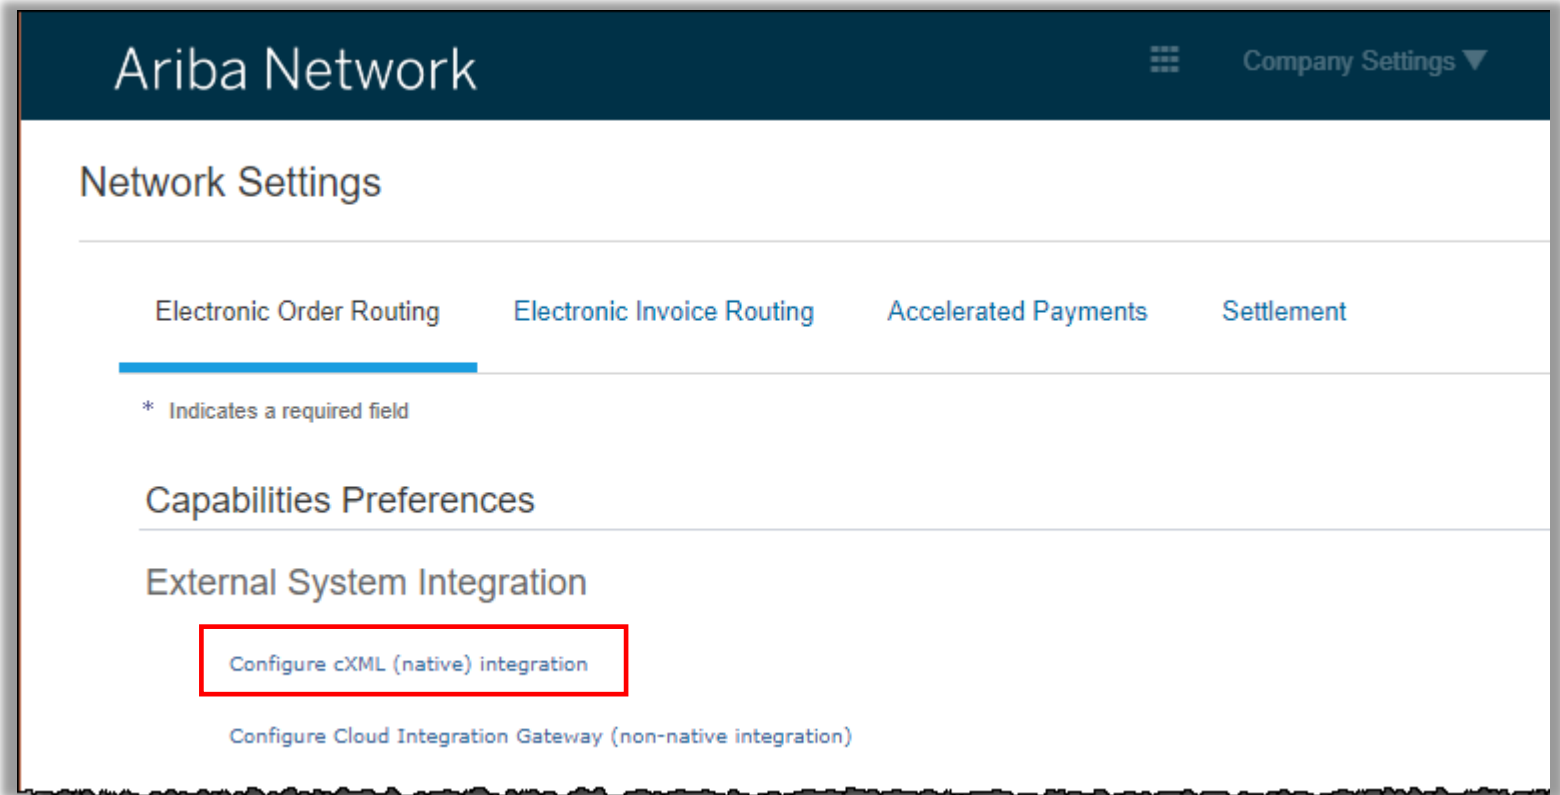 Ariba Network
Company Settings ▼
Network Settings
Electronic Order Routing
Electronic Invoice Routing
Accelerated Payments
Settlement
* Indicates a required field
Capabilities Preferences
External System Integration
Configure cXML (native) integration
Configure Cloud Integration Gateway (non-native integration)